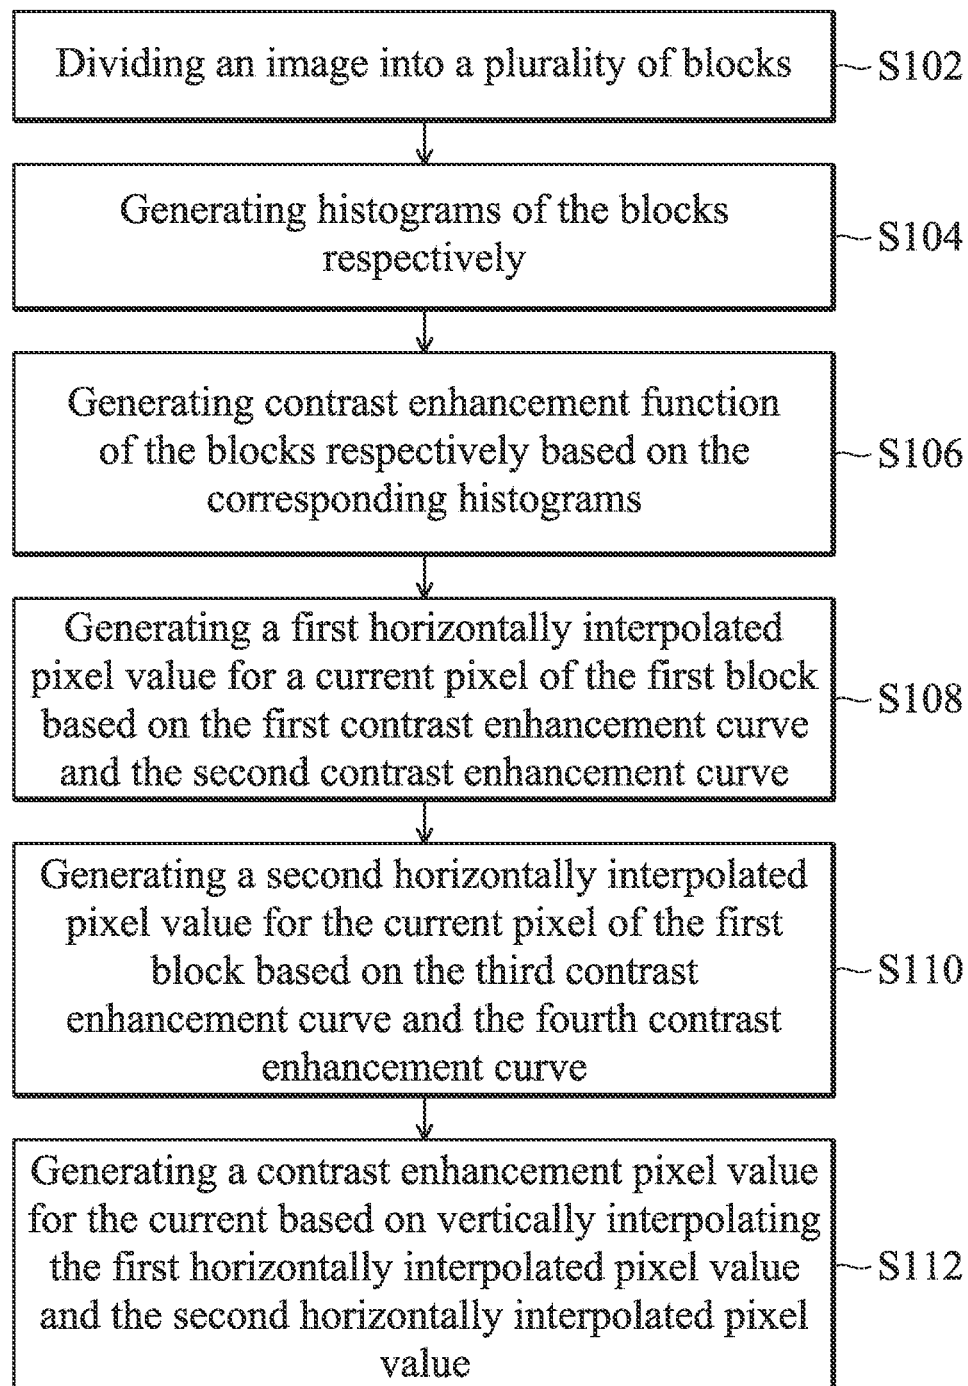 Dividing an image into a plurality of blocks
S102
Generating histograms of the blocks
respectively
S104
Generating contrast enhancement function
of the blocks respectively based on the
corresponding histograms
S106
Generating a first horizontally interpolated
pixel value for a current pixel of the first block
based on the first contrast enhancement curve
and the second contrast enhancement curve
S108
Generating a second horizontally interpolated
pixel value for the current pixel of the first
block based on the third contrast
enhancement curve and the fourth contrast
enhancement curve
S110
Generating a contrast enhancement pixel value
for the current based on vertically interpolating
the first horizontally interpolated pixel value
and the second horizontally interpolated pixel
value
S112